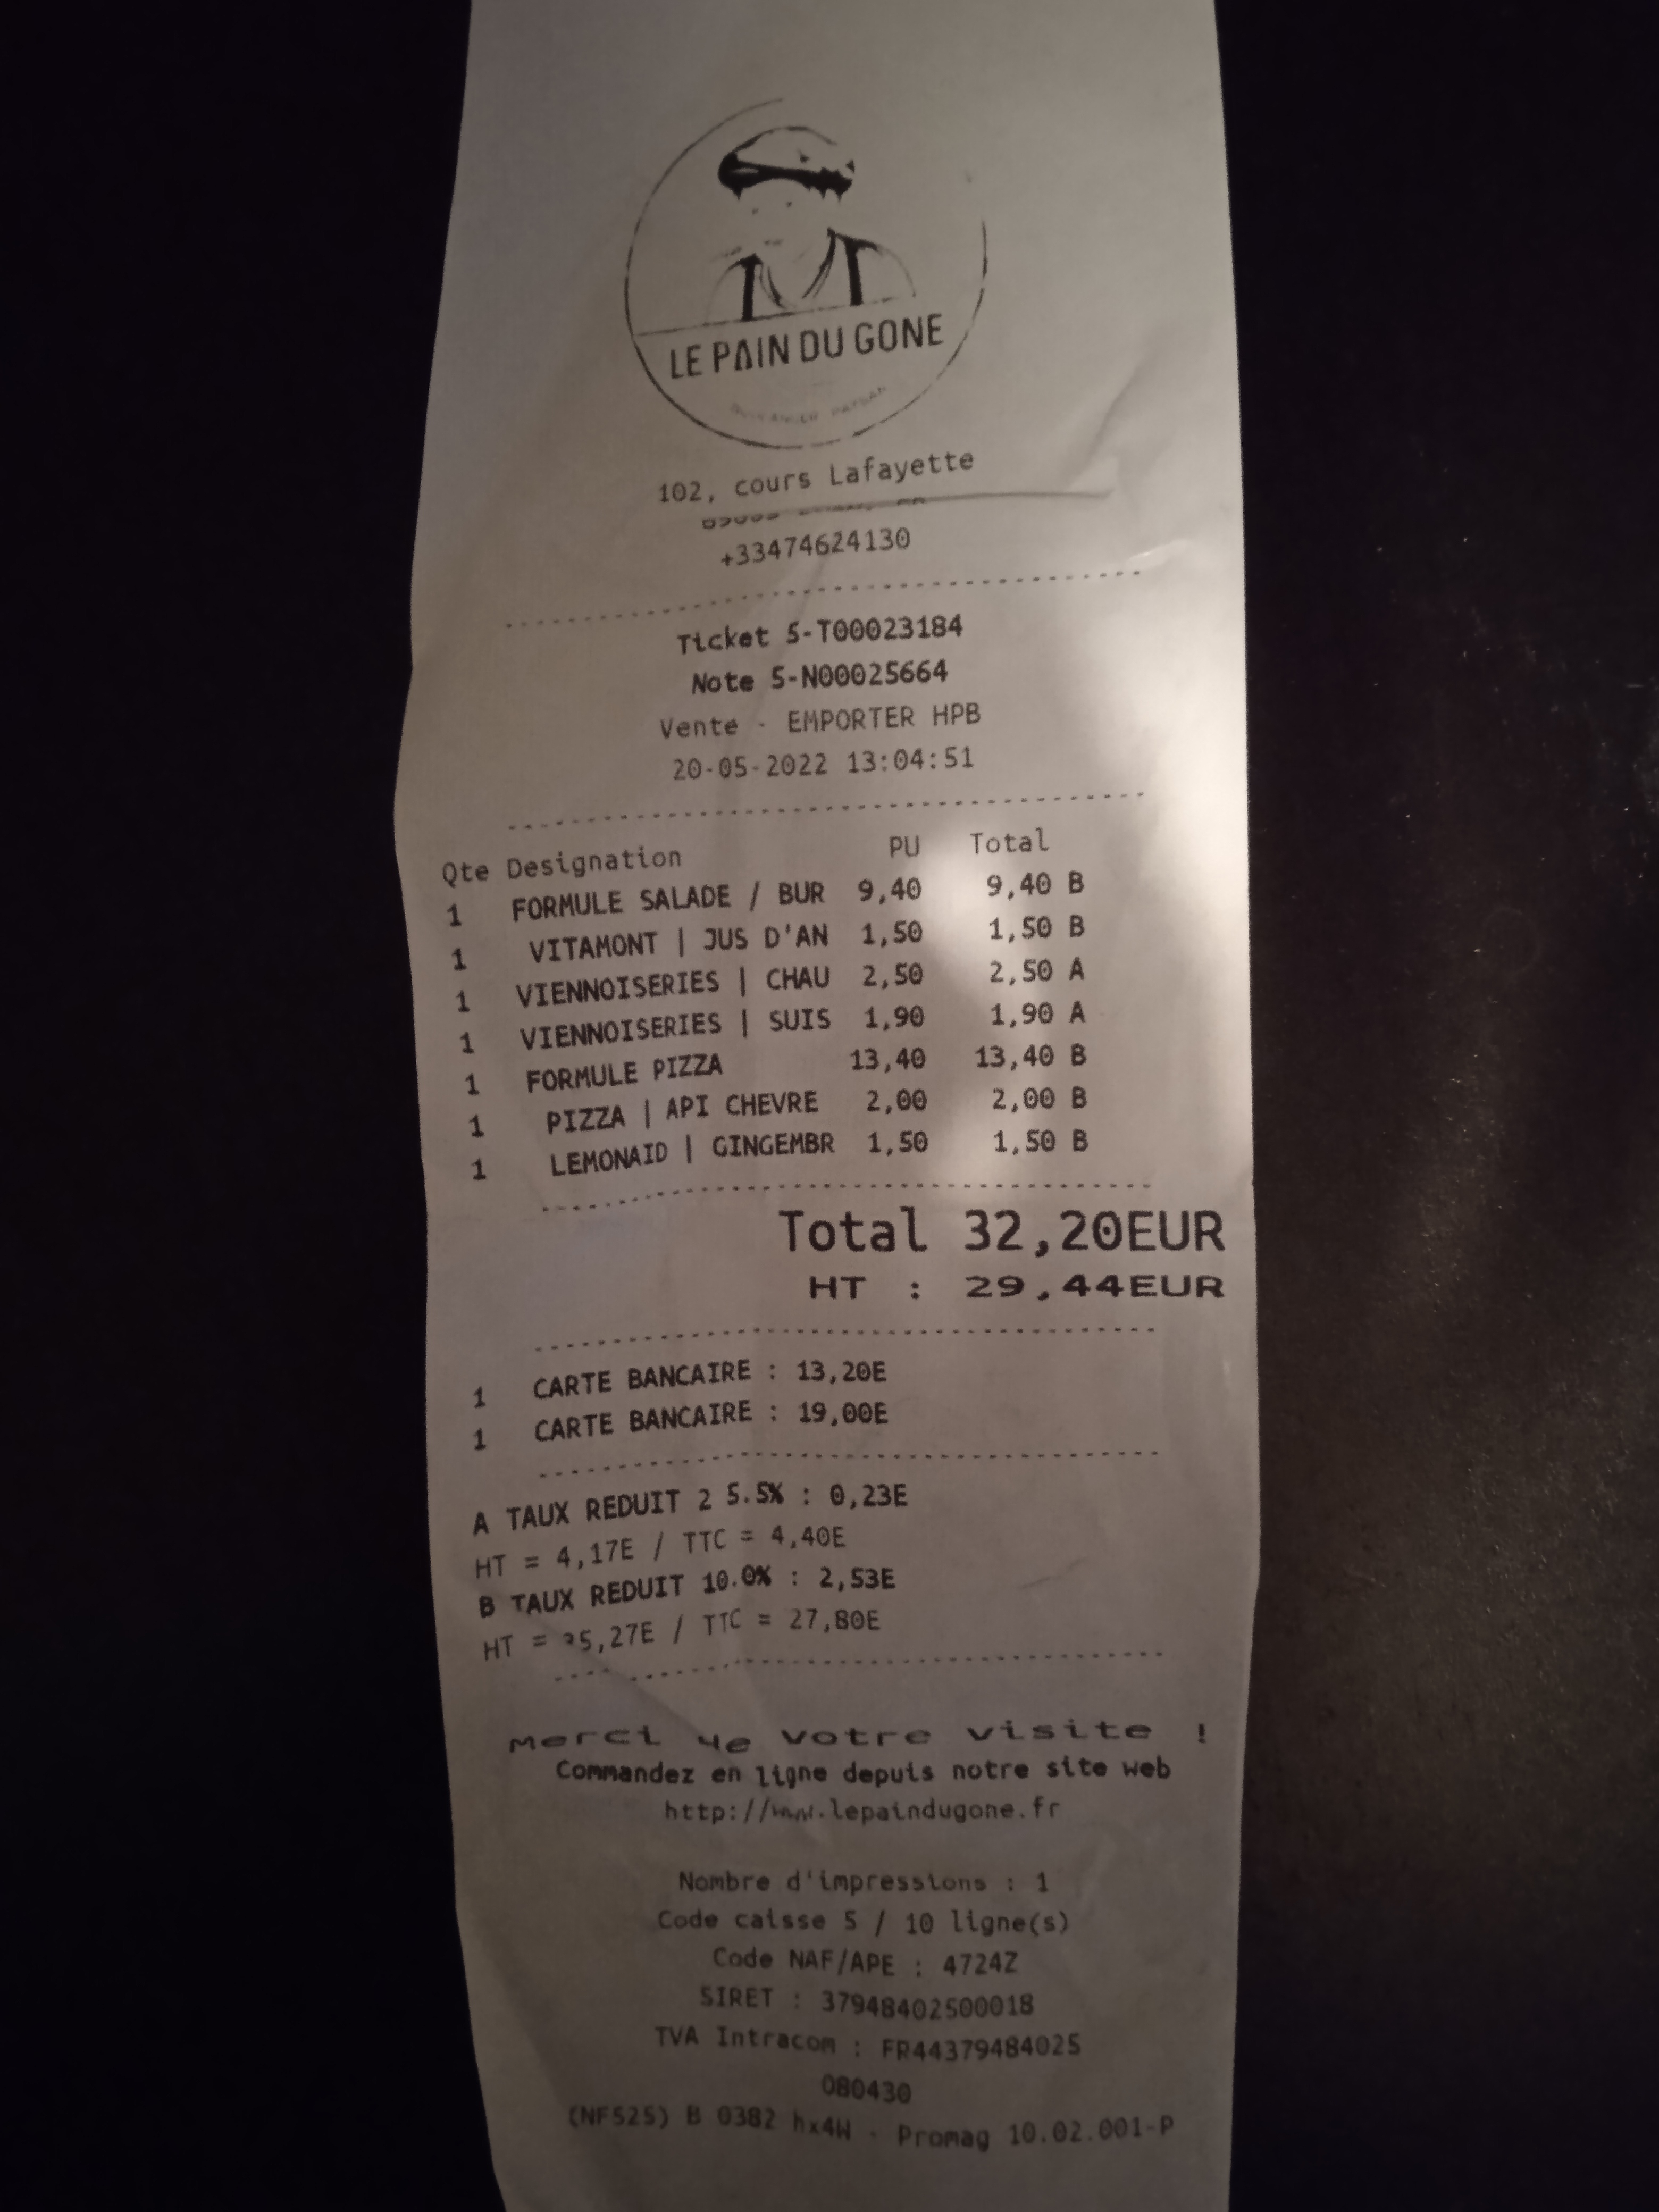 LE PAIN DU GONE
BOULANGER PAYSAN
102, cours Lafayette
+33474624130
Ticket 5-T00023184
Note 5-N00025664
Vente - EMPORTER HPB
20-05-2022 13:04:51
Qte Designation PU Total
1 FORMULE SALADE / BUR 9,40 9,40 B
1 VITAMONT | JUS D'AN 1,50 1,50 B
1 VIENNOISERIES | CHAU 2,50 2,50 A
1 VIENNOISERIES | SUIS 1,90 1,90 A
1 FORMULE PIZZA 13,40 13,40 B
1 PIZZA | API CHEVRE 2,00 2,00 B
1 LEMONAID | GINGEMBR 1,50 1,50 B
Total 32,20EUR
HT : 29,44EUR
1 CARTE BANCAIRE : 13,20E
1 CARTE BANCAIRE : 19,00E
A TAUX REDUIT 2 5.5% : 0,23E
HT = 4,17E / TTC = 4,40E
B TAUX REDUIT 10.0% : 2,53E
HT = 25,27E / TTC = 27,80E
Merci de votre visite !
Commandez en ligne depuis notre site web
http://www.lepaindugone.fr
Nombre d'impressions : 1
Code caisse 5 / 10 ligne(s)
Code NAF/APE : 4724Z
SIRET : 37948402500018
TVA Intracom : FR44379484025
080430
(NF525) B 0382 hx4W - Promag 10.02.001-P